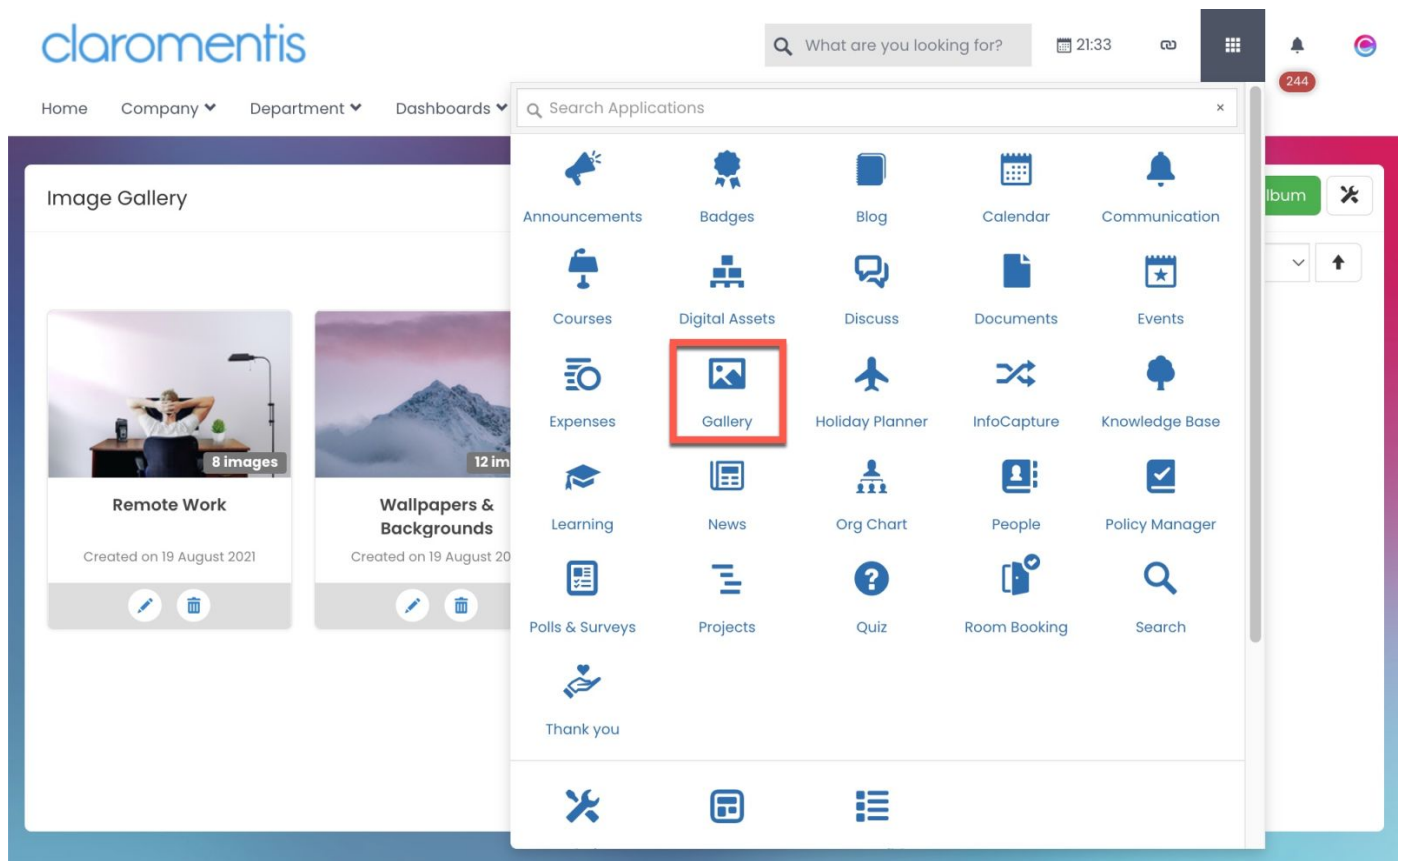 claromentis
What are you looking for?
21:33
244
Home Company Department Dashboards
Search Applications
×
Image Gallery
Announcements Badges Blog Calendar Communication
Courses Digital Assets Discuss Documents Events
Expenses Gallery Holiday Planner InfoCapture Knowledge Base
Learning News Org Chart People Policy Manager
Polls & Surveys Projects Quiz Room Booking Search
Thank you
lbum
8 images
Remote Work
Created on 19 August 2021
12 im
Wallpapers &
Backgrounds
Created on 19 August 20